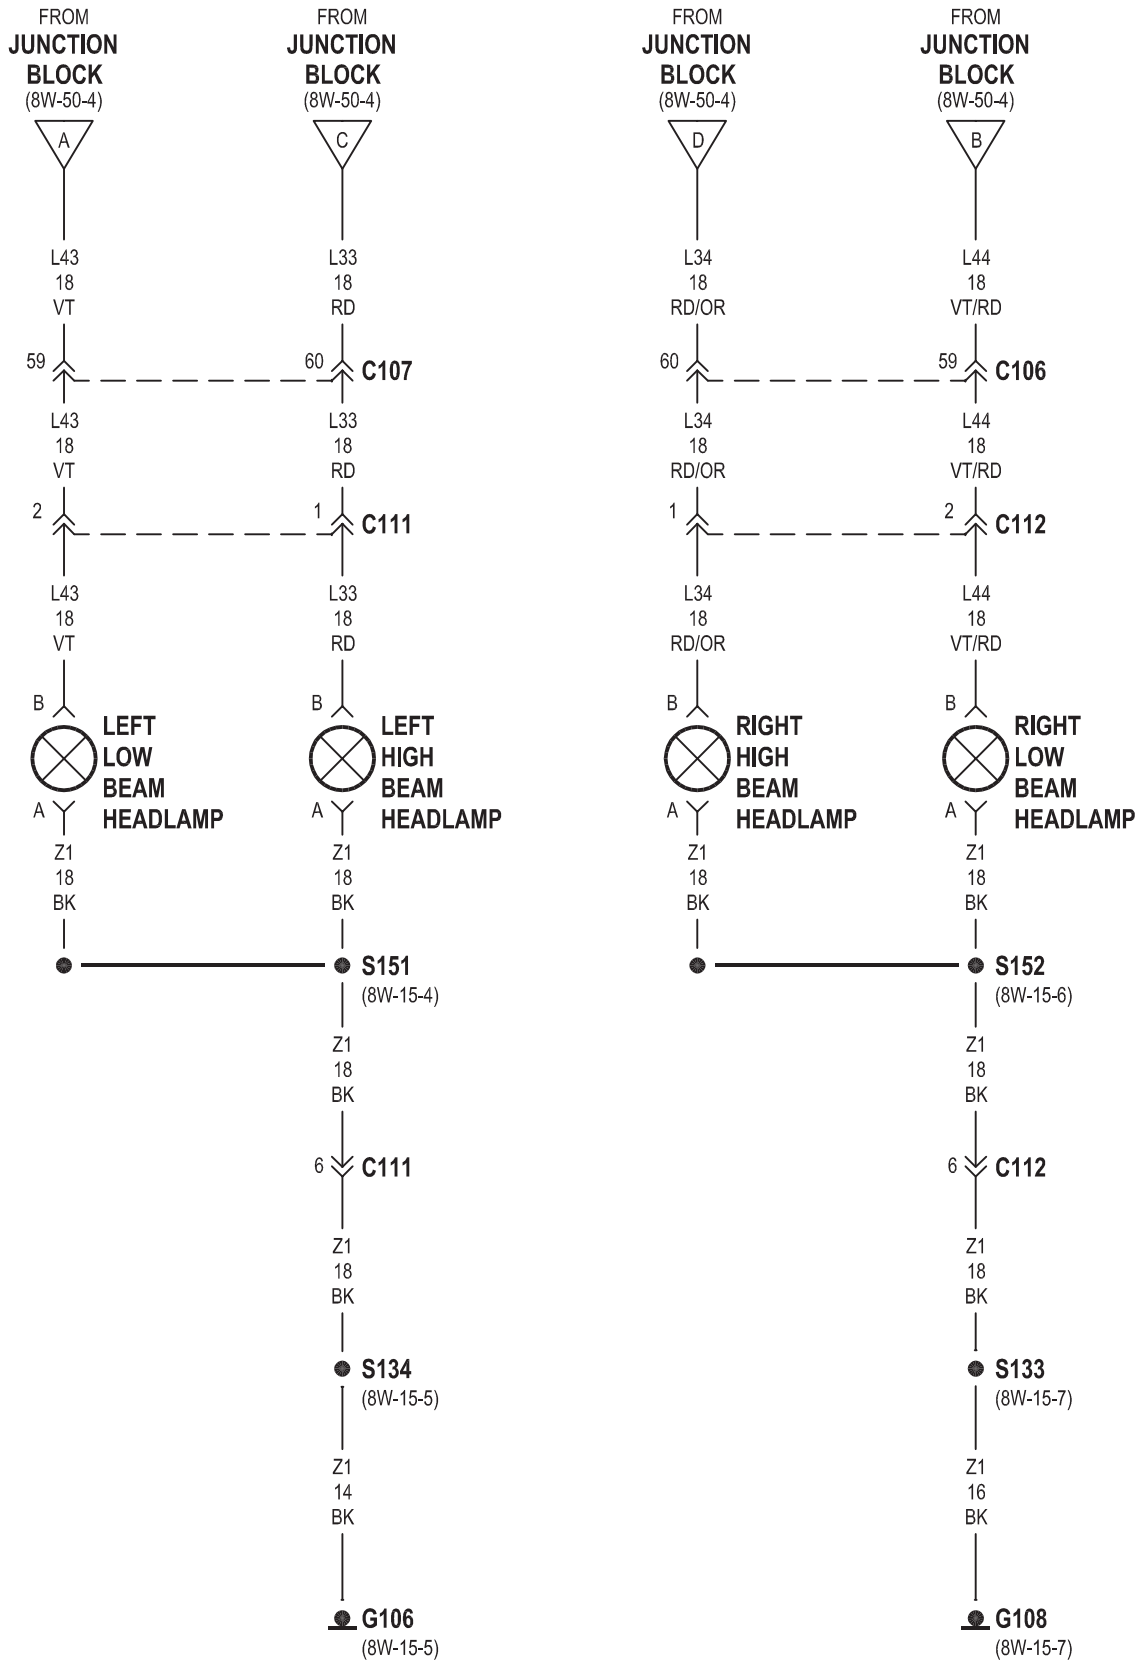 FROM
JUNCTION
BLOCK
(8W-50-4)
A
FROM
JUNCTION
BLOCK
(8W-50-4)
C
FROM
JUNCTION
BLOCK
(8W-50-4)
D
FROM
JUNCTION
BLOCK
(8W-50-4)
B
L43
18
VT
L33
18
RD
L34
18
RD/OR
L44
18
VT/RD
59
60
C107
60
59
C106
L43
18
VT
L33
18
RD
L34
18
RD/OR
L44
18
VT/RD
2
1
C111
1
2
C112
L43
18
VT
L33
18
RD
L34
18
RD/OR
L44
18
VT/RD
B
LEFT
LOW
BEAM
HEADLAMP
A
B
LEFT
HIGH
BEAM
HEADLAMP
A
B
RIGHT
HIGH
BEAM
HEADLAMP
A
B
RIGHT
LOW
BEAM
HEADLAMP
A
Z1
18
BK
Z1
18
BK
Z1
18
BK
Z1
18
BK
S151
(8W-15-4)
S152
(8W-15-6)
Z1
18
BK
Z1
18
BK
6
C111
6
C112
Z1
18
BK
Z1
18
BK
S134
(8W-15-5)
S133
(8W-15-7)
Z1
14
BK
Z1
16
BK
G106
(8W-15-5)
G108
(8W-15-7)